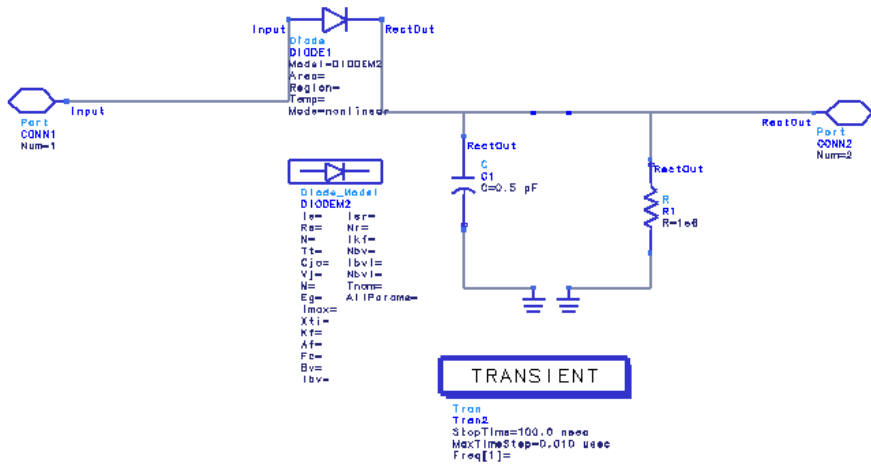 Input
RectOut
Diode
DIODE1
Model=DIODEM2
Area=
Region=
Temp=
Mode=nonlinear
Input
Port
CONN1
Num=1
RectOut
Port
CONN2
Num=2
RectOut
C
C1
C=0.5 pF
RectOut
R
R1
R=1e6
Diode_Model
DIODEM2
Is= Isr=
Rs= Nr=
N= Ikf=
Tt= Nbv=
Cjo= Ibvl=
Vj= Nbvl=
M= Tnom=
Eg= AllParams=
Imax=
Xti=
Kf=
Af=
Fc=
Bv=
Ibv=
TRANSIENT
Tran
Tran2
StopTime=100.0 nsec
MaxTimeStep=0.010 usec
Freq[1]=